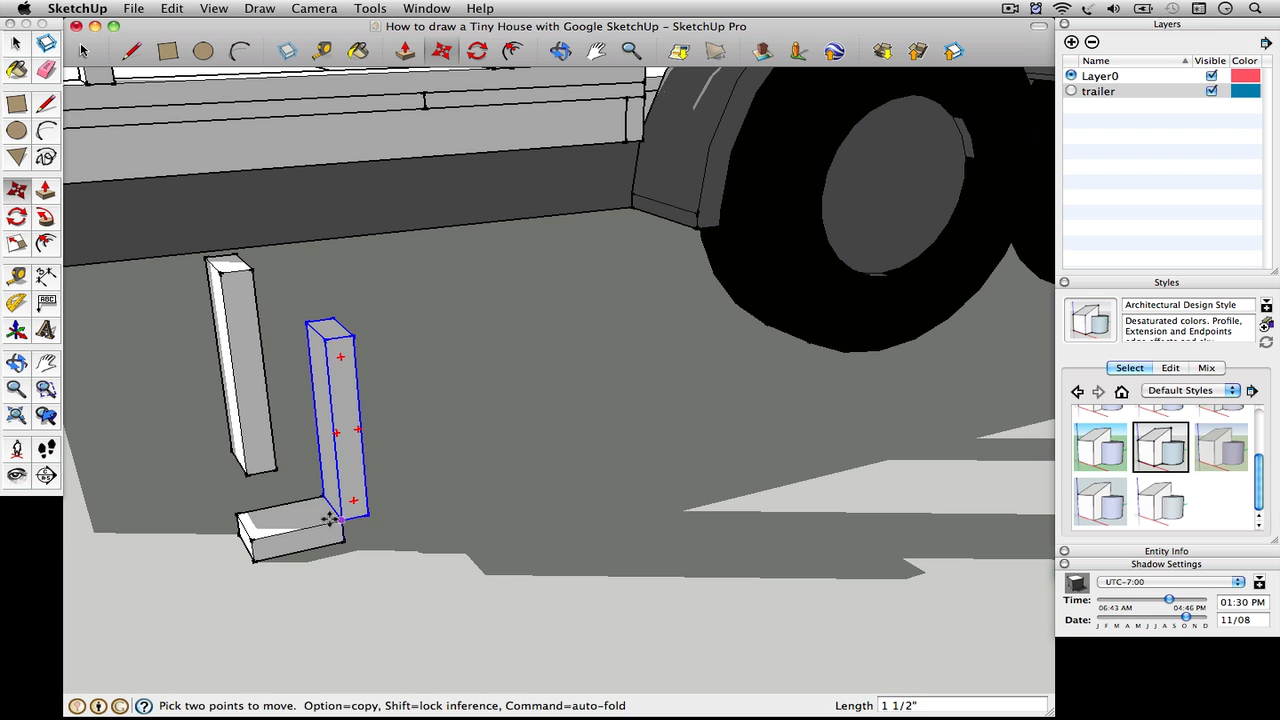 SketchUp File Edit View Draw Camera Tools Window Help
How to draw a Tiny House with Google SketchUp - SketchUp Pro
Layers
Name Visible Color
Layer0
trailer
Styles
Architectural Design Style
Desaturated colors. Profile,
Extension and Endpoints
Select Edit Mix
Default Styles
Entity Info
Shadow Settings
UTC-7:00
Time: 06:43 AM 04:46 PM 01:30 PM
Date: J F M A M J J A S O N D 11/08
Pick two points to move. Option=copy, Shift=lock inference, Command=auto-fold Length 1 1/2"